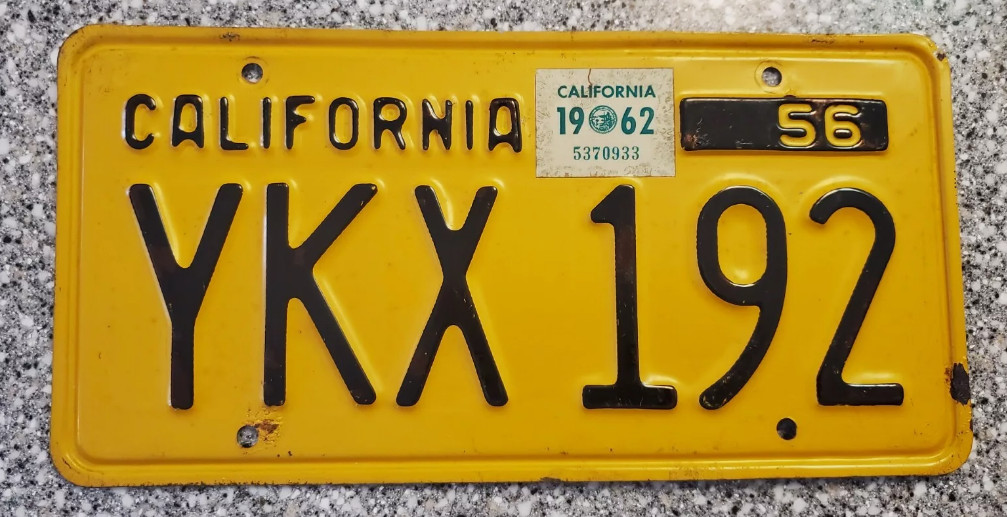 CALIFORNIA
CALIFORNIA
19 62
5370933
56
YKX 192